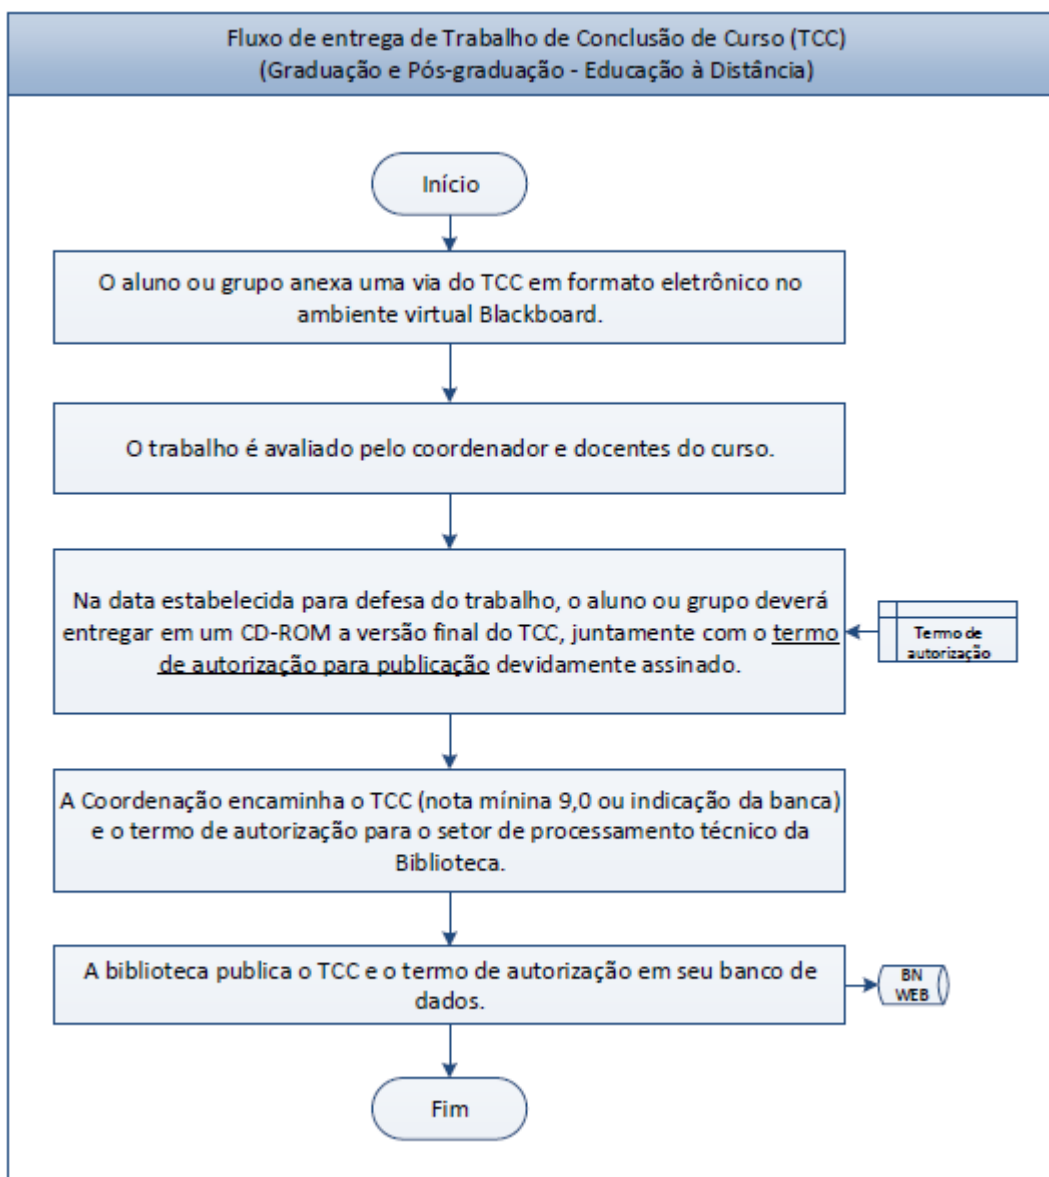 Fluxo de entrega de Trabalho de Conclusão de Curso (TCC)
(Graduação e Pós-graduação - Educação à Distância)
Início
O aluno ou grupo anexa uma via do TCC em formato eletrônico no
ambiente virtual Blackboard.
O trabalho é avaliado pelo coordenador e docentes do curso.
Na data estabelecida para defesa do trabalho, o aluno ou grupo deverá
entregar em um CD-ROM a versão final do TCC, juntamente com o termo
de autorização para publicação devidamente assinado.
Termo de
autorização
A Coordenação encaminha o TCC (nota mínina 9,0 ou indicação da banca)
e o termo de autorização para o setor de processamento técnico da
Biblioteca.
A biblioteca publica o TCC e o termo de autorização em seu banco de
dados.
BN
WEB
Fim